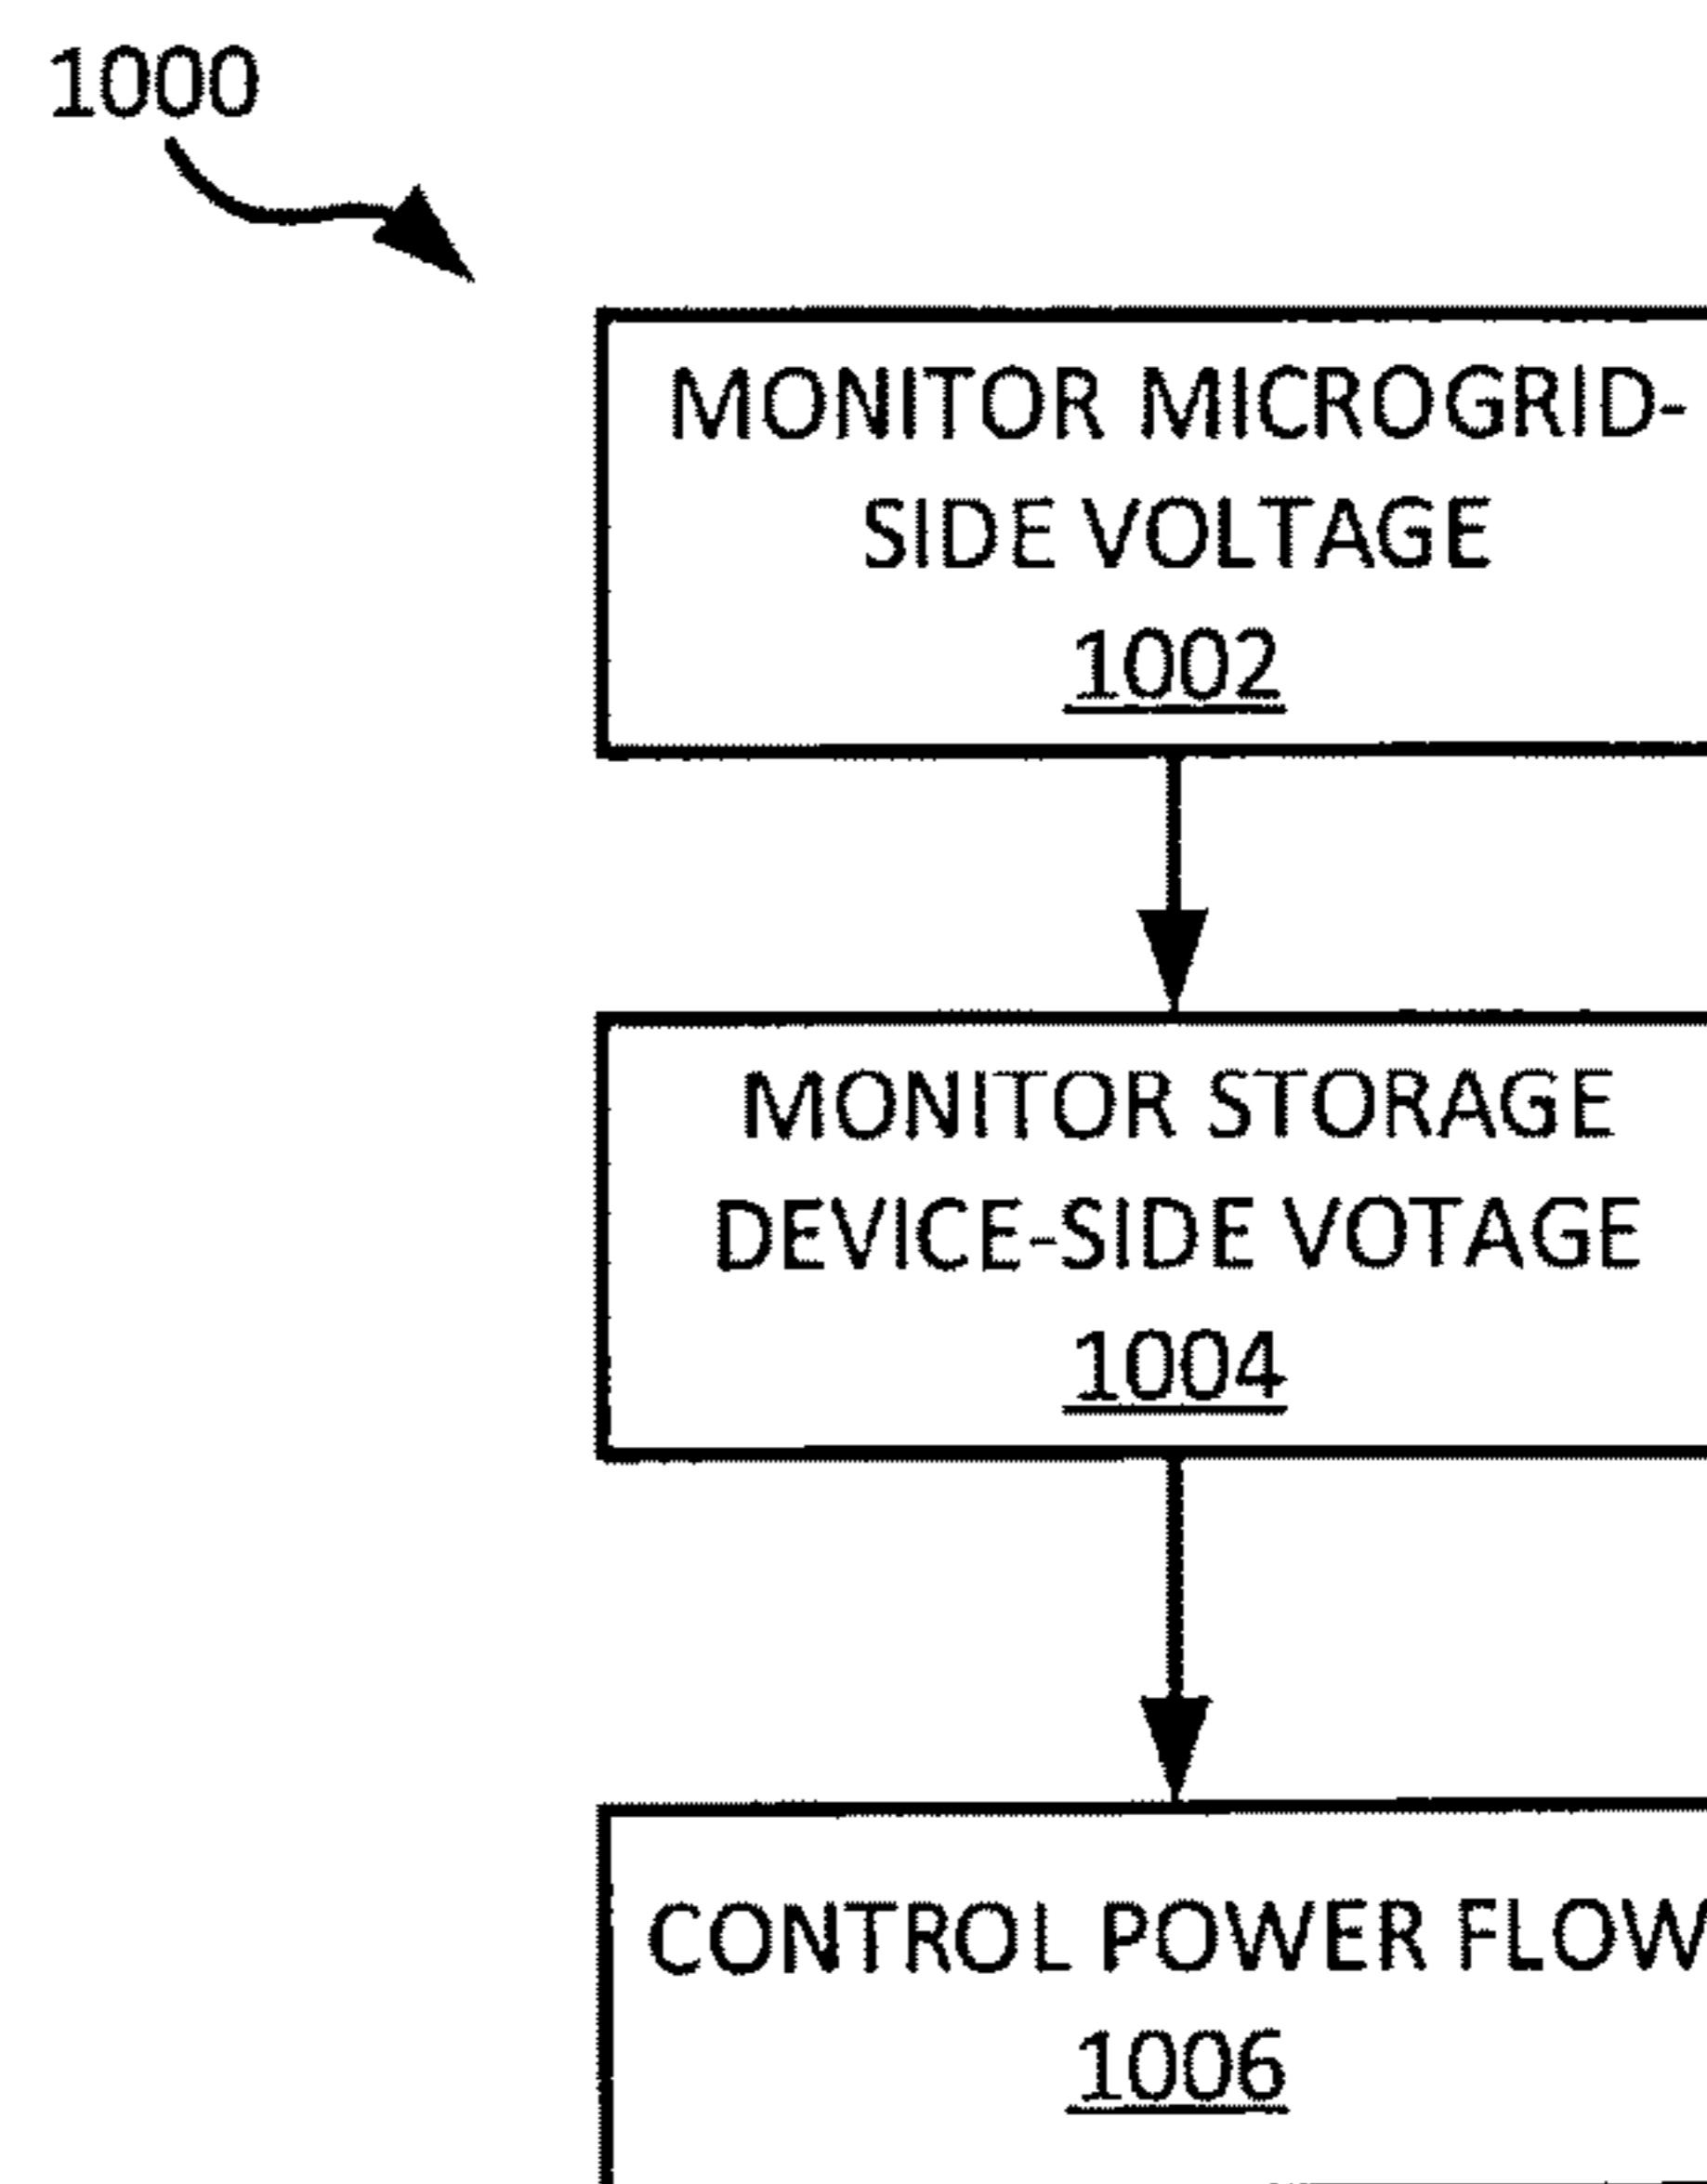 1000
MONITOR MICROGRID-
SIDE VOLTAGE
1002
MONITOR STORAGE
DEVICE-SIDE VOTAGE
1004
CONTROL POWER FLOW
1006